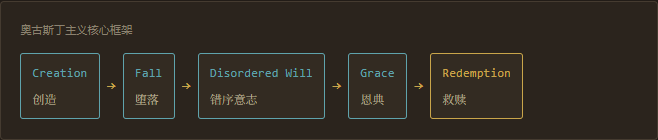 奥古斯丁主义核心框架
Creation → Fall → Disordered Will → Grace → Redemption
创造 堕落 错序意志 恩典 救赎